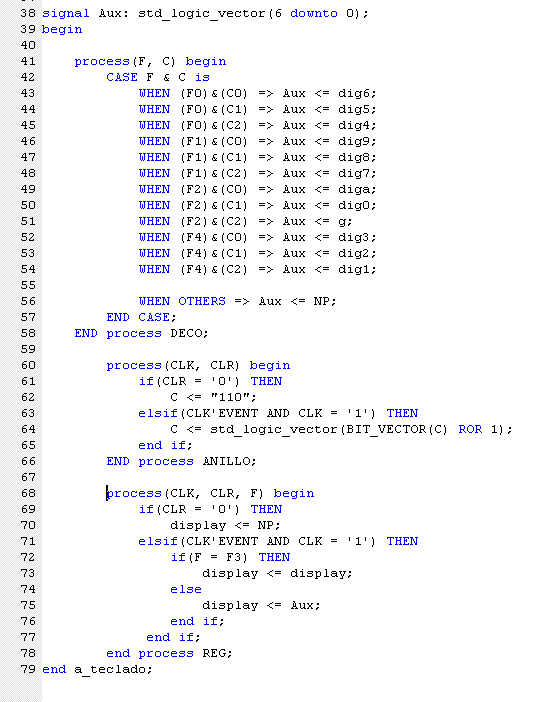 38 signal Aux: std_logic_vector(6 downto 0);
39 begin
40
41     process(F, C) begin
42         CASE F & C is
43             WHEN (F0)&(C0) => Aux <= dig6;
44             WHEN (F0)&(C1) => Aux <= dig5;
45             WHEN (F0)&(C2) => Aux <= dig4;
46             WHEN (F1)&(C0) => Aux <= dig9;
47             WHEN (F1)&(C1) => Aux <= dig8;
48             WHEN (F1)&(C2) => Aux <= dig7;
49             WHEN (F2)&(C0) => Aux <= diga;
50             WHEN (F2)&(C1) => Aux <= dig0;
51             WHEN (F2)&(C2) => Aux <= g;
52             WHEN (F4)&(C0) => Aux <= dig3;
53             WHEN (F4)&(C1) => Aux <= dig2;
54             WHEN (F4)&(C2) => Aux <= dig1;
55
56             WHEN OTHERS => Aux <= NP;
57         END CASE;
58     END process DECO;
59
60         process(CLK, CLR) begin
61             if(CLR = '0') THEN
62                 C <= "110";
63             elsif(CLK'EVENT AND CLK = '1') THEN
64                 C <= std_logic_vector(BIT_VECTOR(C) ROR 1);
65             end if;
66         END process ANILLO;
67
68         process(CLK, CLR, F) begin
69             if(CLR = '0') THEN
70                 display <= NP;
71             elsif(CLK'EVENT AND CLK = '1') THEN
72                 if(F = F3) THEN
73                     display <= display;
74                 else
75                     display <= Aux;
76                 end if;
77              end if;
78         end process REG;
79 end a_teclado;